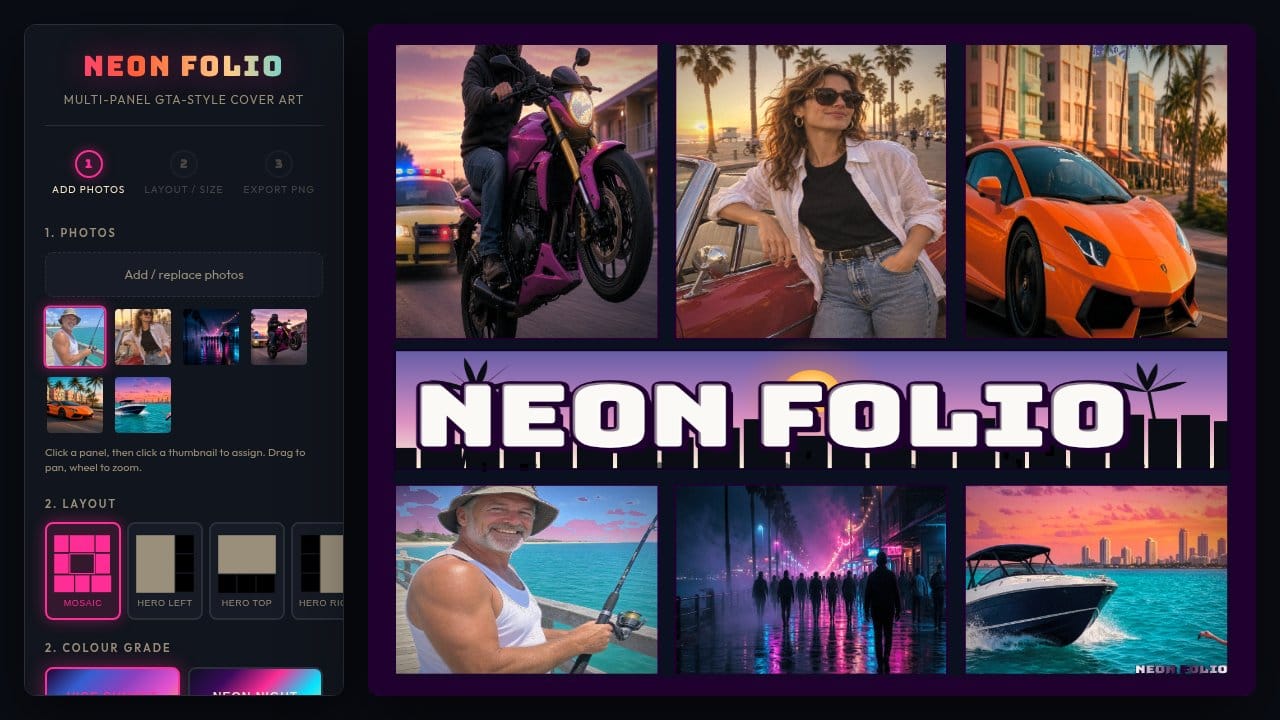 NEON FOLIO
MULTI-PANEL GTA-STYLE COVER ART
1 2 3
ADD PHOTOS LAYOUT / SIZE EXPORT PNG
1. PHOTOS
Add / replace photos
Click a panel, then click a thumbnail to assign. Drag to
pan, wheel to zoom.
2. LAYOUT
MOSAIC HERO LEFT HERO TOP HERO RIG
2. COLOUR GRADE
NEON NIGHT
NEON FOLIO
NEON FOLIO